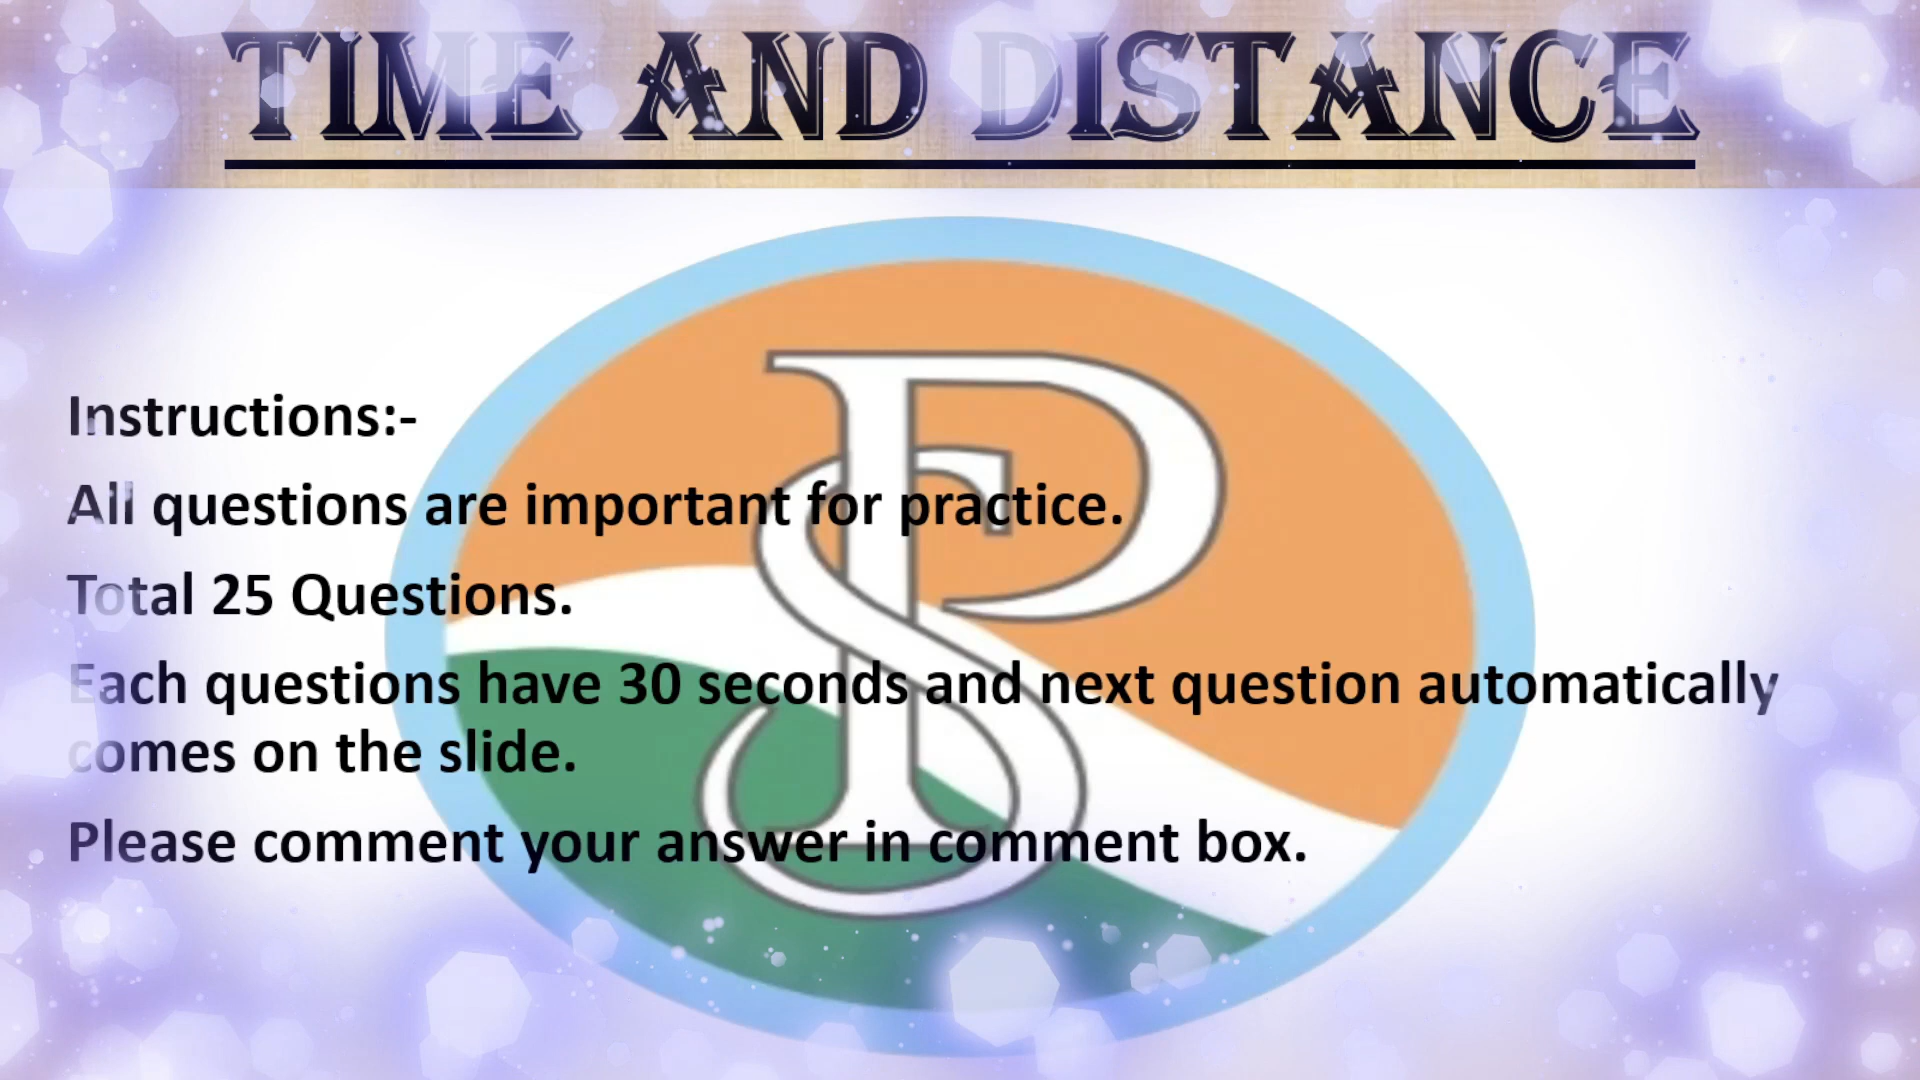 TIME AND DISTANCE
Instructions:-
All questions are important for practice.
Total 25 Questions.
Each questions have 30 seconds and next question automatically
comes on the slide.
Please comment your answer in comment box.